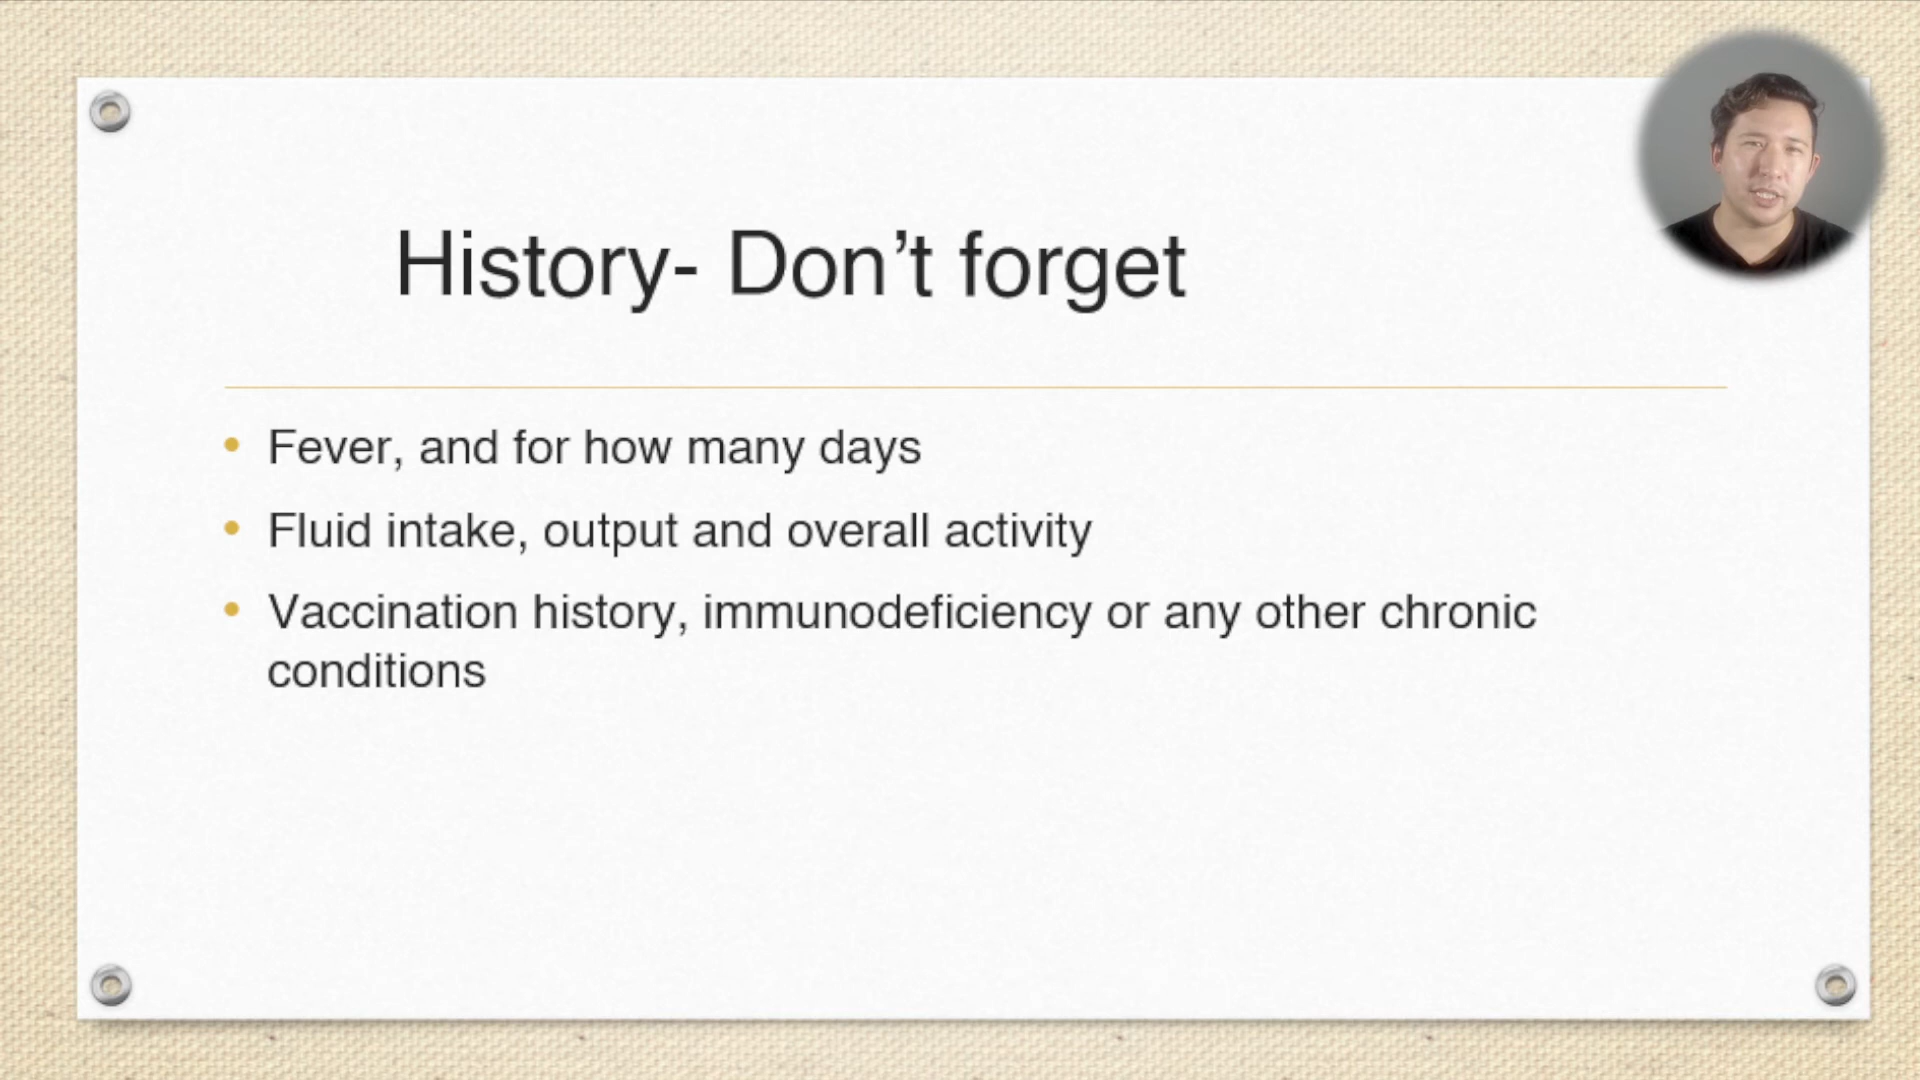 History- Don’t forget
Fever, and for how many days
Fluid intake, output and overall activity
Vaccination history, immunodeficiency or any other chronic
conditions